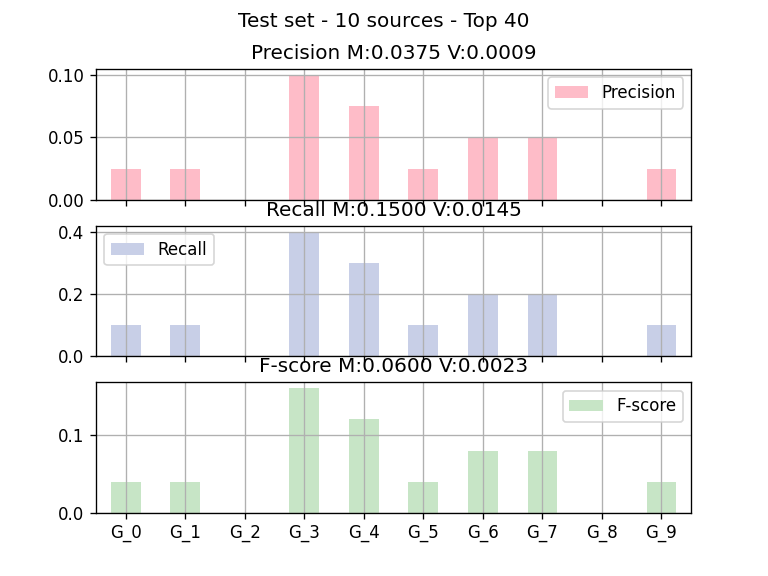 Test set - 10 sources - Top 40
Precision M:0.0375 V:0.0009
0.10
0.05
0.00
Precision
Recall M:0.1500 V:0.0145
0.4
0.2
0.0
Recall
F-score M:0.0600 V:0.0023
0.1
0.0
F-score
G_0 G_1 G_2 G_3 G_4 G_5 G_6 G_7 G_8 G_9